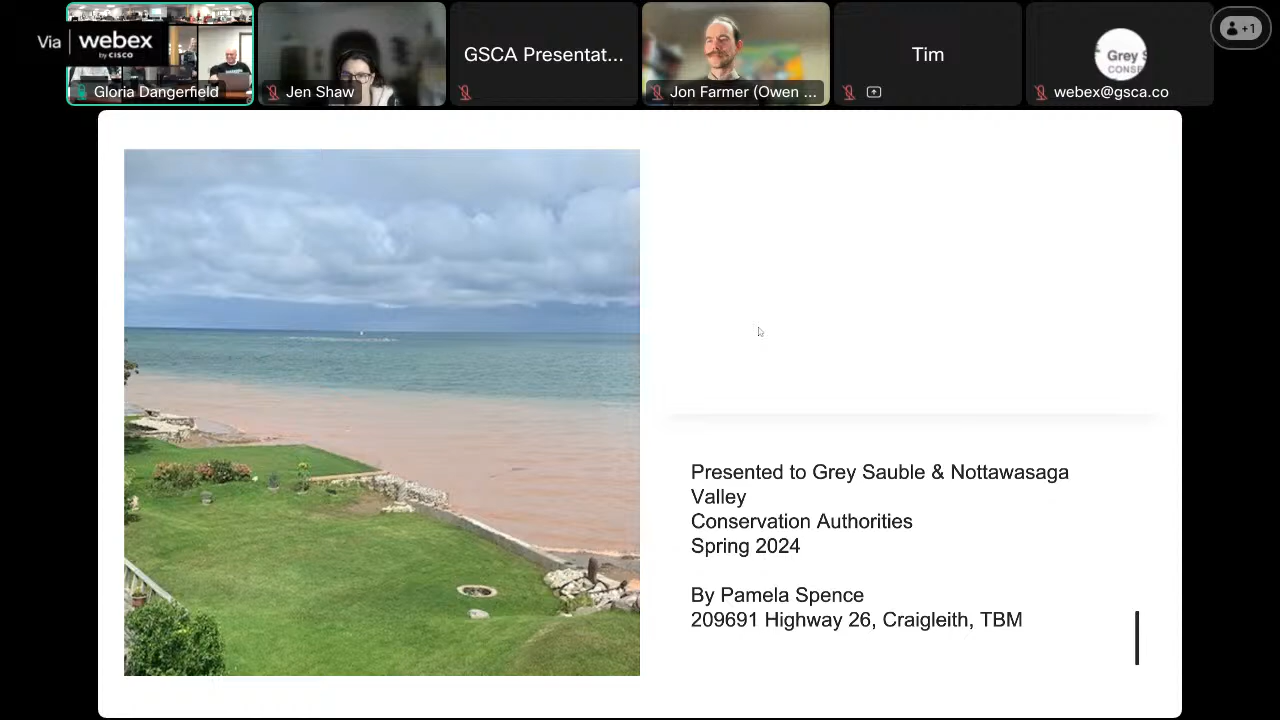 Via webex
by CISCO
Gloria Dangerfield
Jen Shaw
GSCA Presentat...
Jon Farmer (Owen ...
Tim
Grey S
CONSE
webex@gsca.co
+1
Presented to Grey Sauble & Nottawasaga
Valley
Conservation Authorities
Spring 2024
By Pamela Spence
209691 Highway 26, Craigleith, TBM